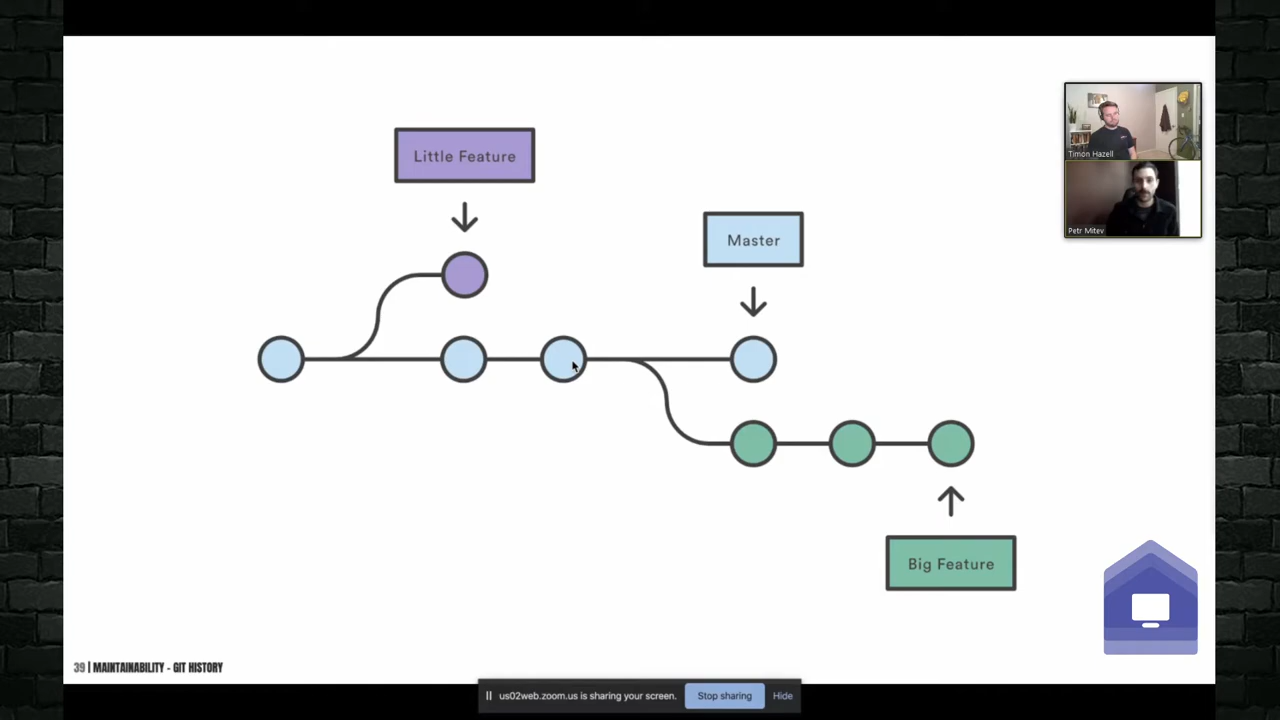 Little Feature
Master
Timon Hazell
Petr Mitev
Big Feature
39 | MAINTAINABILITY - GIT HISTORY
us02web.zoom.us is sharing your screen.
Stop sharing
Hide